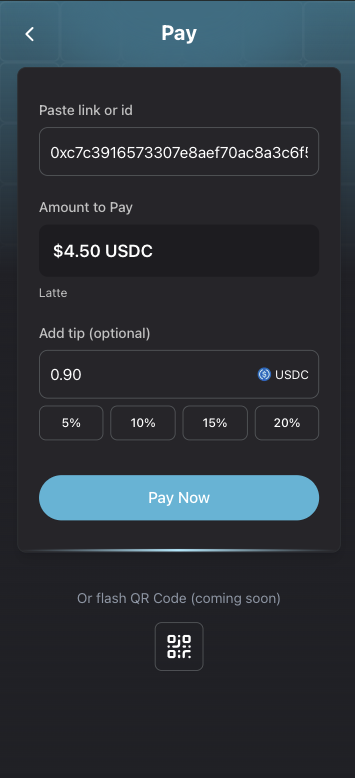 Pay
Paste link or id
0xc7c3916573307e8aef70ac8a3c6f
Amount to Pay
$4.50 USDC
Latte
Add tip (optional)
0.90 USDC
5% 10% 15% 20%
Pay Now
Or flash QR Code (coming soon)